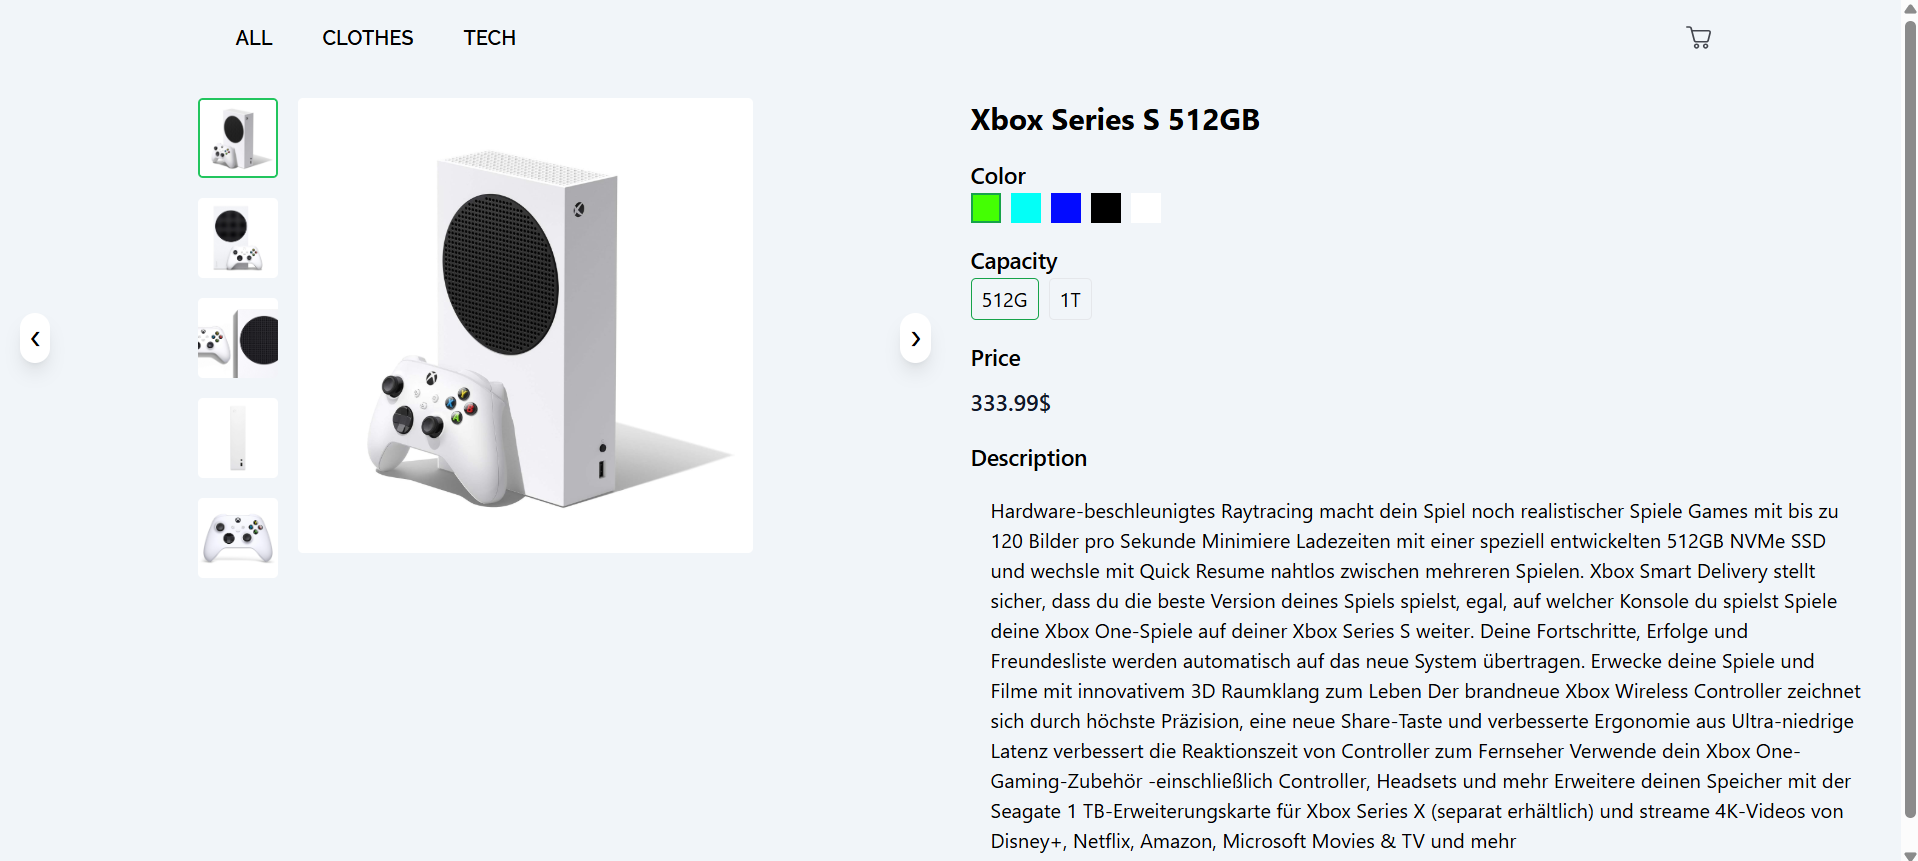 ALL
CLOTHES
TECH
Xbox Series S 512GB
Color
Capacity
512G
1T
Price
333.99$
Description
Hardware-beschleunigtes Raytracing macht dein Spiel noch realistischer Spiele Games mit bis zu
120 Bilder pro Sekunde Minimiere Ladezeiten mit einer speziell entwickelten 512GB NVMe SSD
und wechsle mit Quick Resume nahtlos zwischen mehreren Spielen. Xbox Smart Delivery stellt
sicher, dass du die beste Version deines Spiels spielst, egal, auf welcher Konsole du spielst Spiele
deine Xbox One-Spiele auf deiner Xbox Series S weiter. Deine Fortschritte, Erfolge und
Freundesliste werden automatisch auf das neue System übertragen. Erwecke deine Spiele und
Filme mit innovativem 3D Raumklang zum Leben Der brandneue Xbox Wireless Controller zeichnet
sich durch höchste Präzision, eine neue Share-Taste und verbesserte Ergonomie aus Ultra-niedrige
Latenz verbessert die Reaktionszeit von Controller zum Fernseher Verwende dein Xbox One-
Gaming-Zubehör -einschließlich Controller, Headsets und mehr Erweitere deinen Speicher mit der
Seagate 1 TB-Erweiterungskarte für Xbox Series X (separat erhältlich) und streame 4K-Videos von
Disney+, Netflix, Amazon, Microsoft Movies & TV und mehr